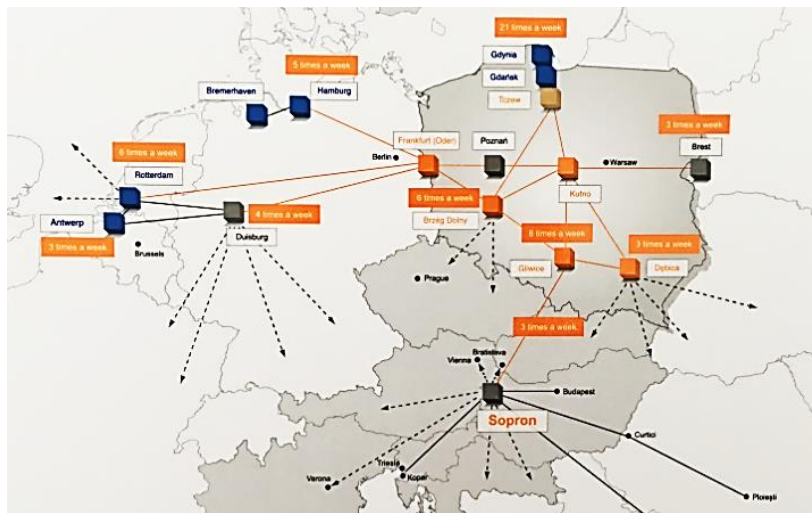 21 times a week
Gdynia
Gdańsk
Tczew
5 times a week
Bremerhaven
Hamburg
Frankfurt (Oder)
Poznań
Berlin
Warsaw
3 times a week
Brest
6 times a week
Rotterdam
Kutno
6 times a week
Brzeg Dolny
Antwerp
4 times a week
3 times a week
Duisburg
Brussels
6 times a week
Gliwice
3 times a week
Dębica
Prague
3 times a week
Bratislava
Vienna
Budapest
Sopron
Curtici
Trieste
Koper
Verona
Ploiești